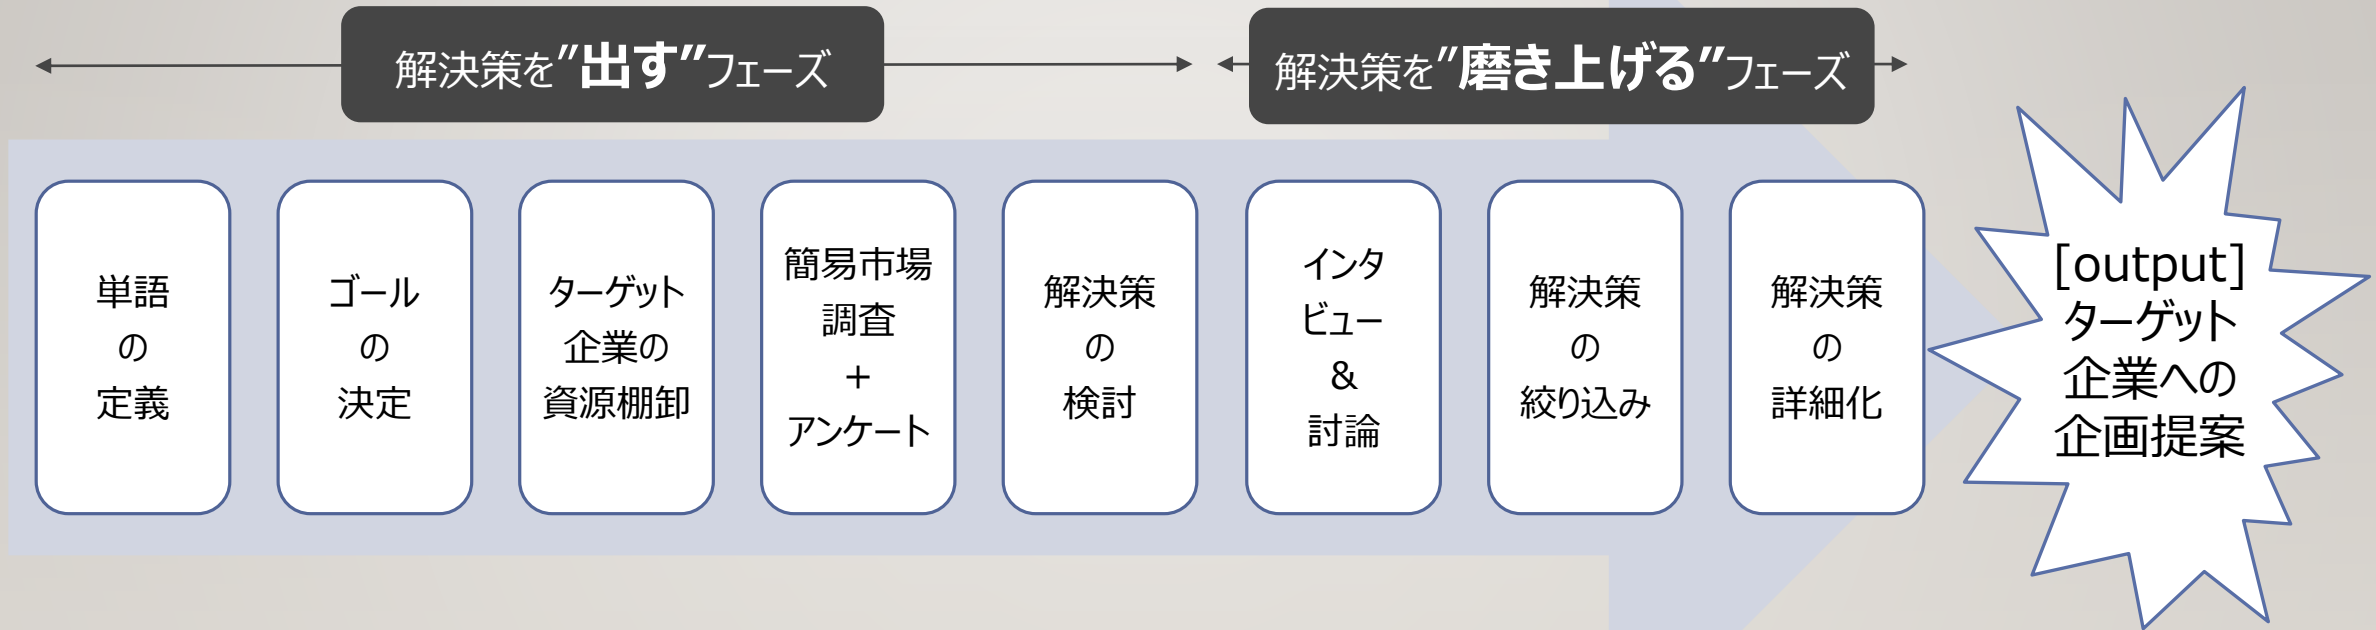 解決策を”出す”フェーズ
解決策を”磨き上げる”フェーズ
単語
の
定義
ゴール
の
決定
ターゲット
企業の
資源棚卸
簡易市場
調査
+
アンケート
解決策
の
検討
インタ
ビュー
&
討論
解決策
の
絞り込み
解決策
の
詳細化
[output]
ターゲット
企業への
企画提案